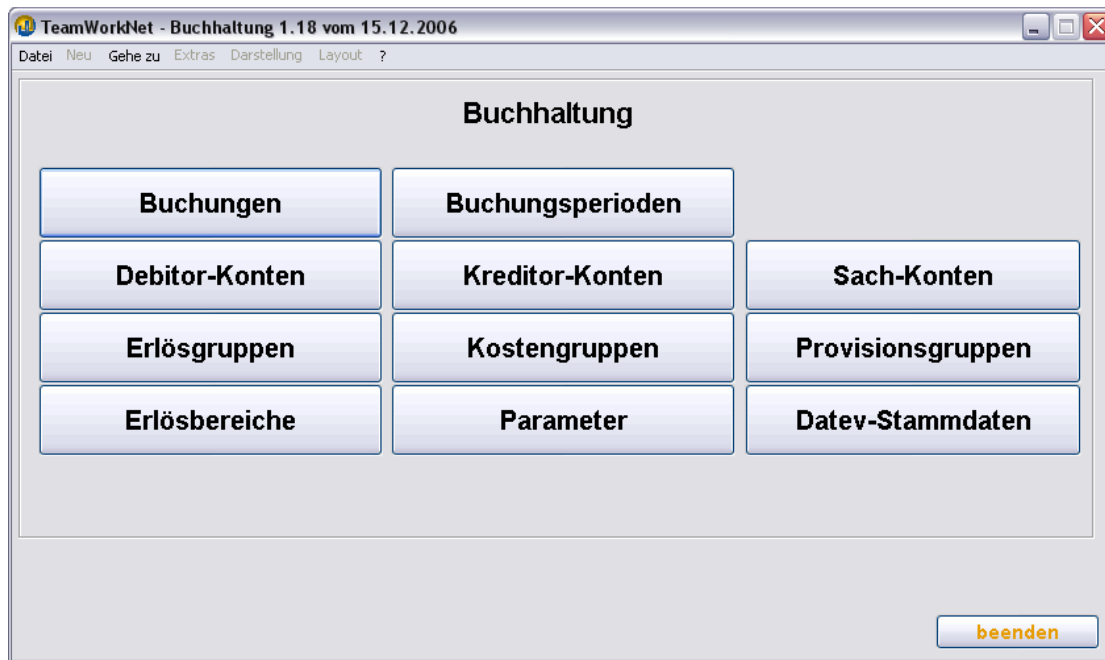 TeamWorkNet - Buchhaltung 1.18 vom 15.12.2006
Datei Neu Gehe zu Extras Darstellung Layout ?
Buchhaltung
Buchungen Buchungsperioden
Debitor-Konten Kreditor-Konten Sach-Konten
Erlösgruppen Kostengruppen Provisionsgruppen
Erlösbereiche Parameter Datev-Stammdaten
beenden